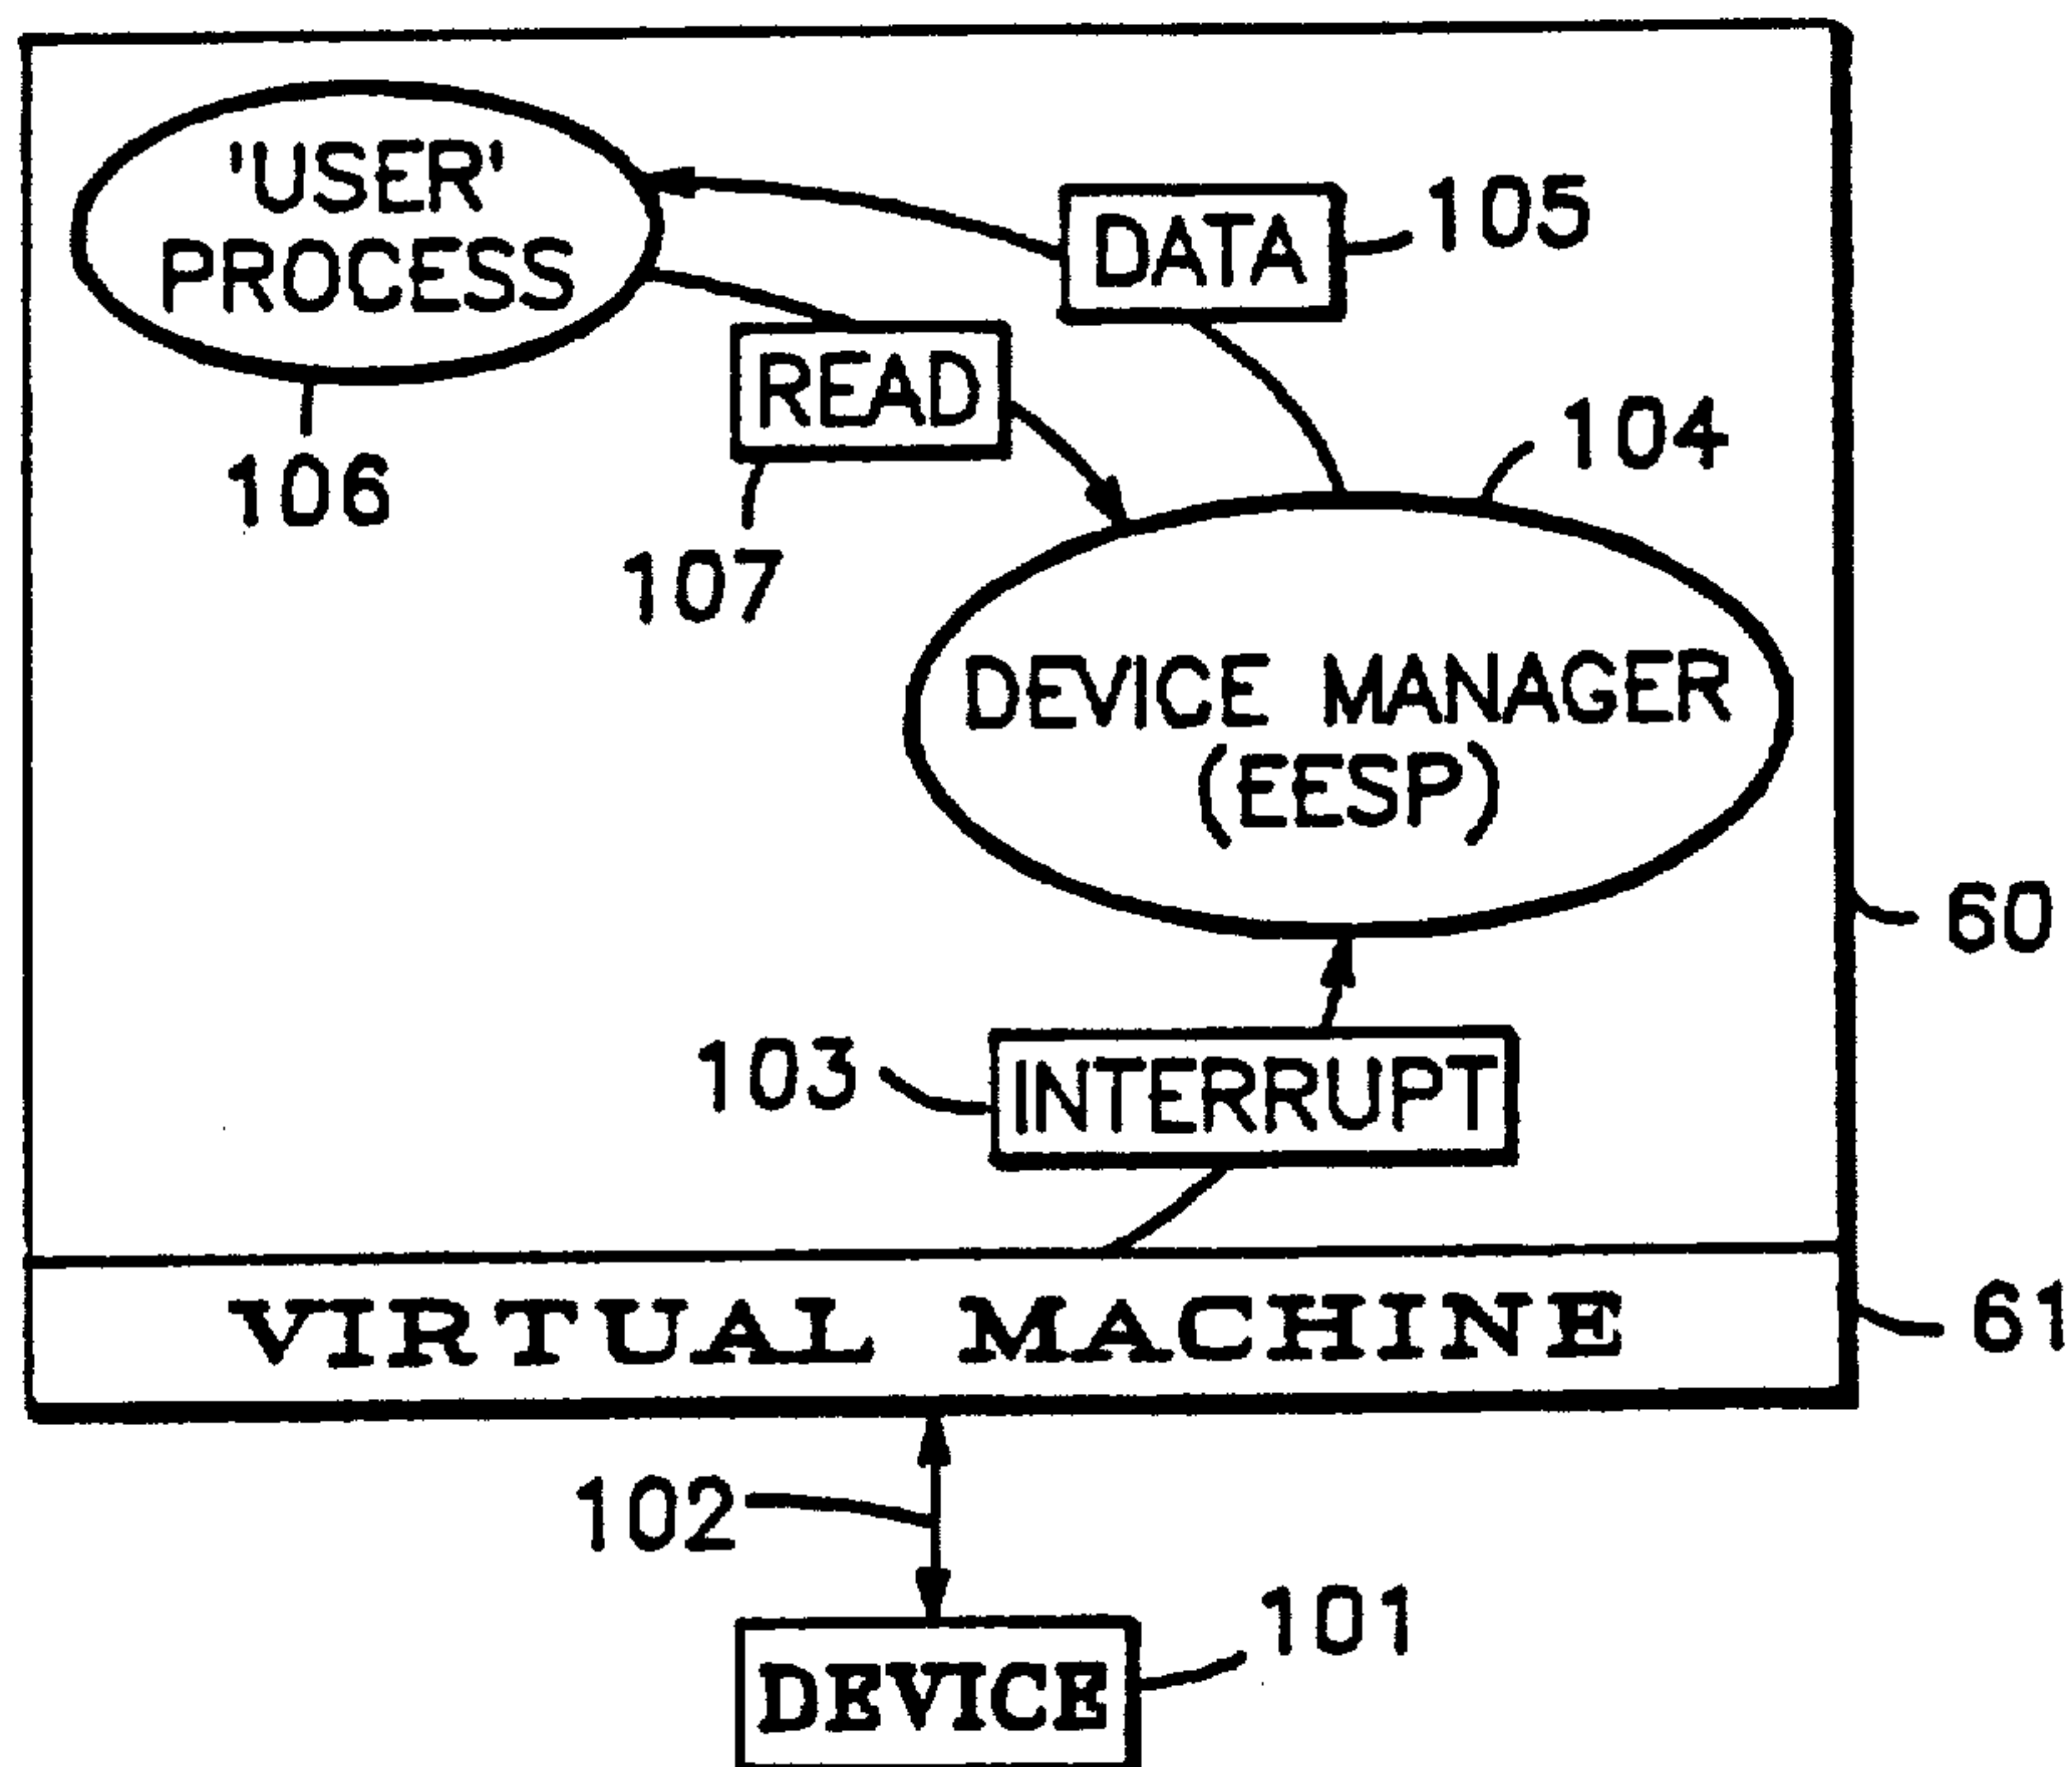 'USER'
PROCESS
DATA
105
READ
104
106
107
DEVICE MANAGER
(EESP)
60
103
INTERRUPT
VIRTUAL MACHINE
61
102
101
DEVICE